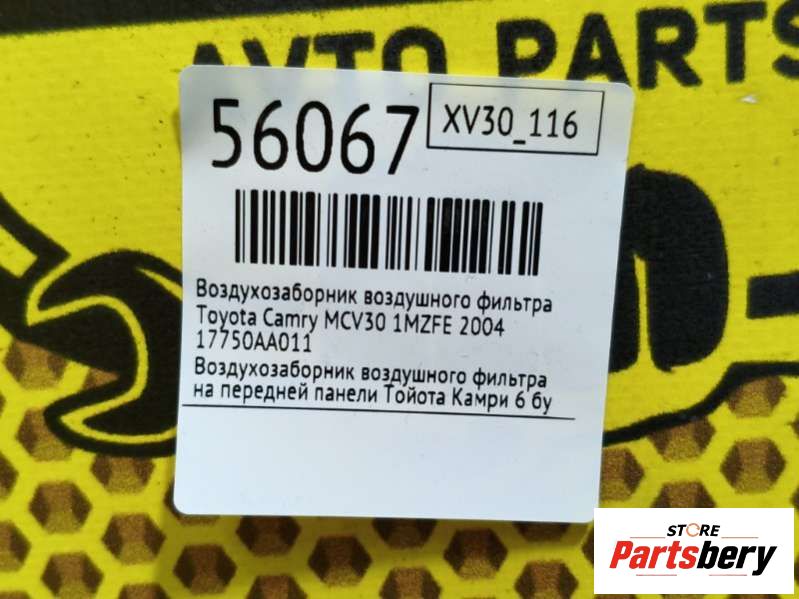 AVTO PARTS
56067
XV30_116
Воздухозаборник воздушного фильтра
Toyota Camry MCV30 1MZFE 2004
17750AA011
Воздухозаборник воздушного фильтра
на передней панели Тойота Камри 6 бу
STORE
Partsbery